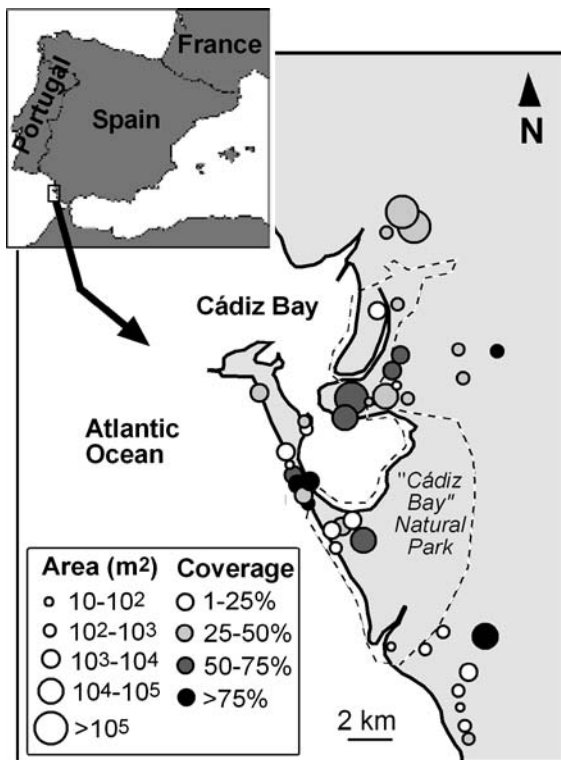 France
Portugal
Spain
N
Cádiz Bay
Atlantic
Ocean
"Cádiz
Bay"
Natural
Park
Area (m²)
10-10²
10²-10³
10³-10⁴
10⁴-10⁵
>10⁵
Coverage
1-25%
25-50%
50-75%
>75%
2 km